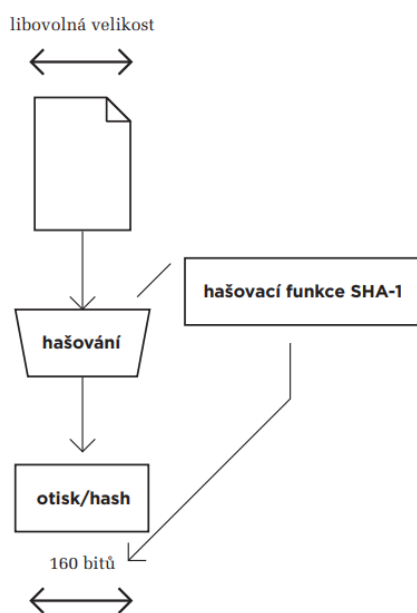 libovolná velikost
hašovací funkce SHA-1
hašování
otisk/hash
160 bitů